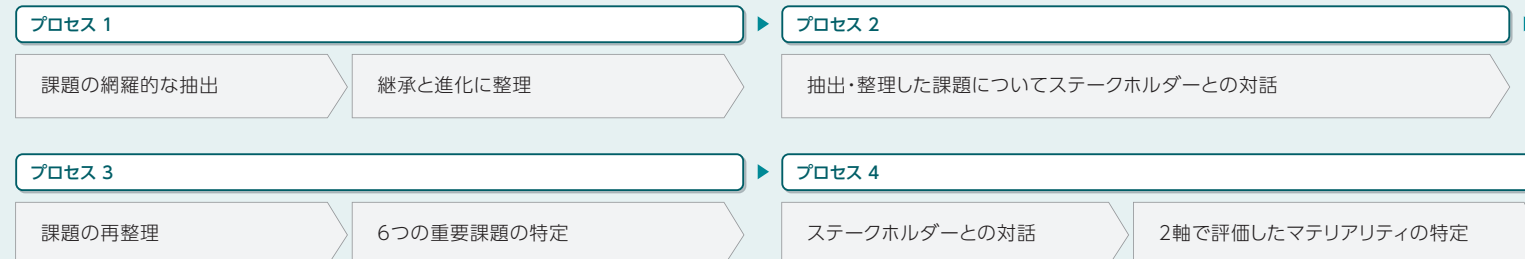 プロセス 1
プロセス 2
課題の網羅的な抽出
継承と進化に整理
抽出・整理した課題についてステークホルダーとの対話
プロセス 3
プロセス 4
課題の再整理
6つの重要課題の特定
ステークホルダーとの対話
2軸で評価したマテリアリティの特定